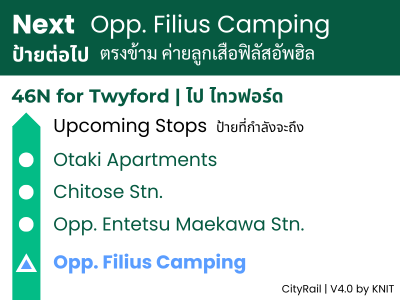 Next Opp. Filius Camping
ป้ายต่อไป ตรงข้าม ค่ายลูกเสือฟิลัสอัพฮิล
46N for Twyford | ไป ไทวฟอร์ด
Upcoming Stops ป้ายที่กำลังจะถึง
Otaki Apartments
Chitose Stn.
Opp. Entetsu Maekawa Stn.
Opp. Filius Camping
CityRail | V4.0 by KNIT